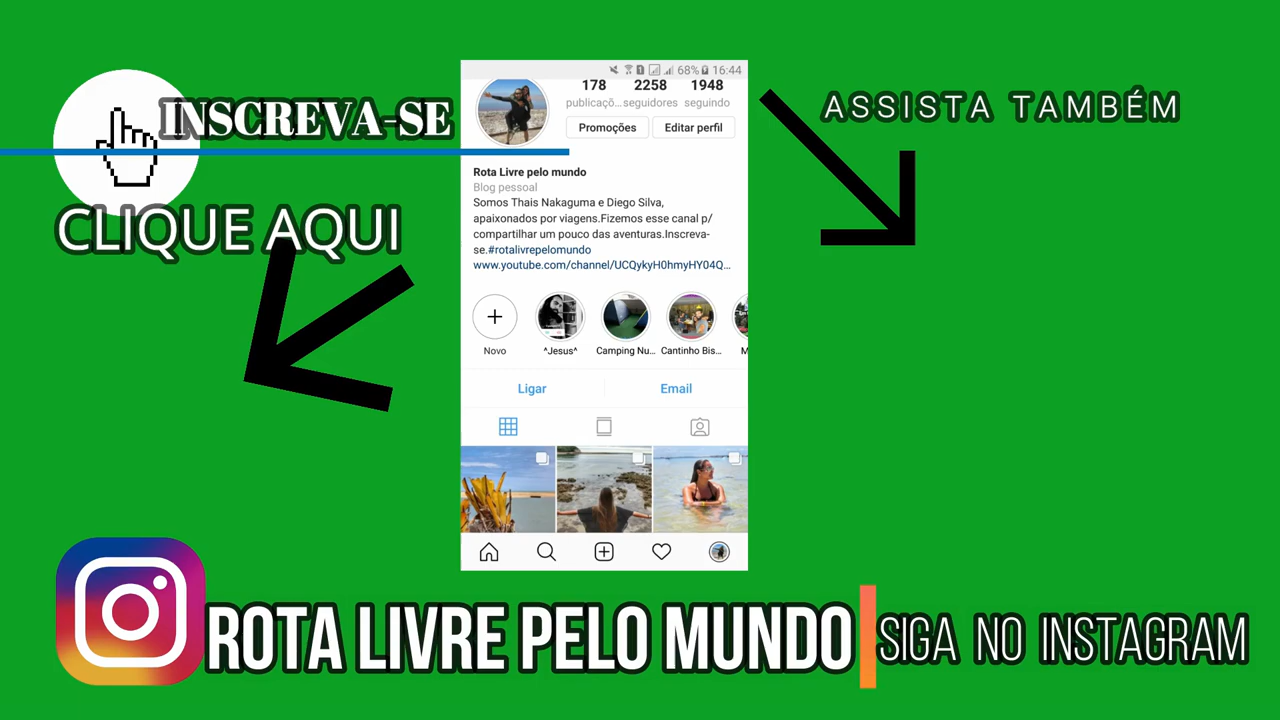 INSCREVA-SE
CLIQUE AQUI
68% 16:44
178 2258 1948
publicaçõ... seguidores seguindo
Promoções Editar perfil
Rota Livre pelo mundo
Blog pessoal
Somos Thais Nakaguma e Diego Silva,
apaixonados por viagens.Fizemos esse canal p/
compartilhar um pouco das aventuras.Inscreva-
se.#rotalivrepelomundo
www.youtube.com/channel/UCQykyH0hmyHY04Q...
Novo ^Jesus^ Camping Nu... Cantinho Bis... M
Ligar Email
ASSISTA TAMBÉM
ROTA LIVRE PELO MUNDO
SIGA NO INSTAGRAM